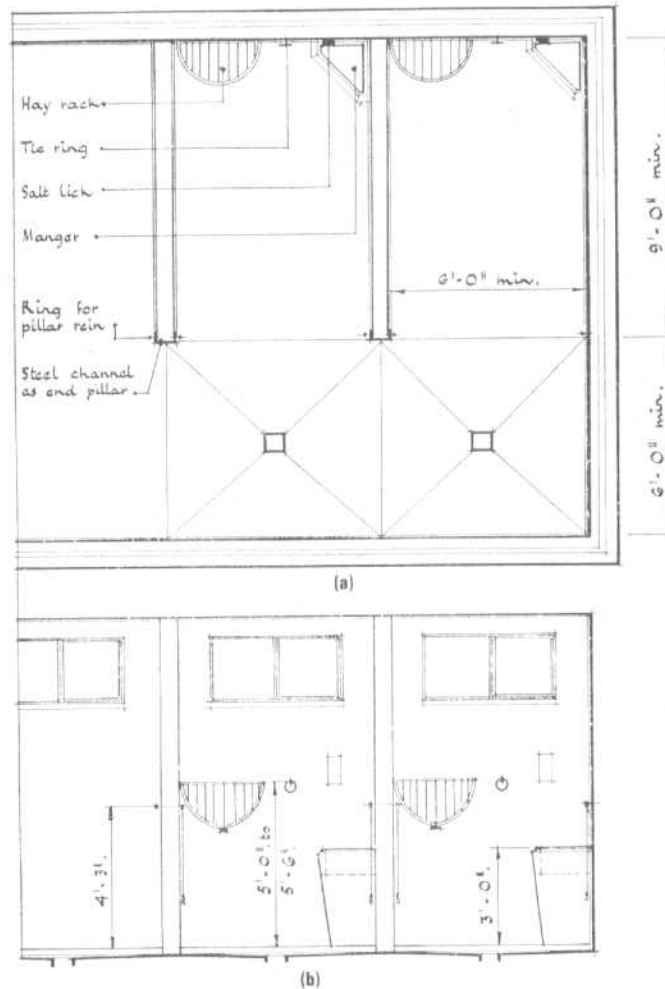 Hay rack
Tie ring
Salt lick
Manger
Ring for
pillar rein
Steel channel
as end pillar
9'-0" min.
6'-0" min.
6'-0" min.
(a)
4'-3".
5'-0". to
5'-6".
3'-0".
(b)